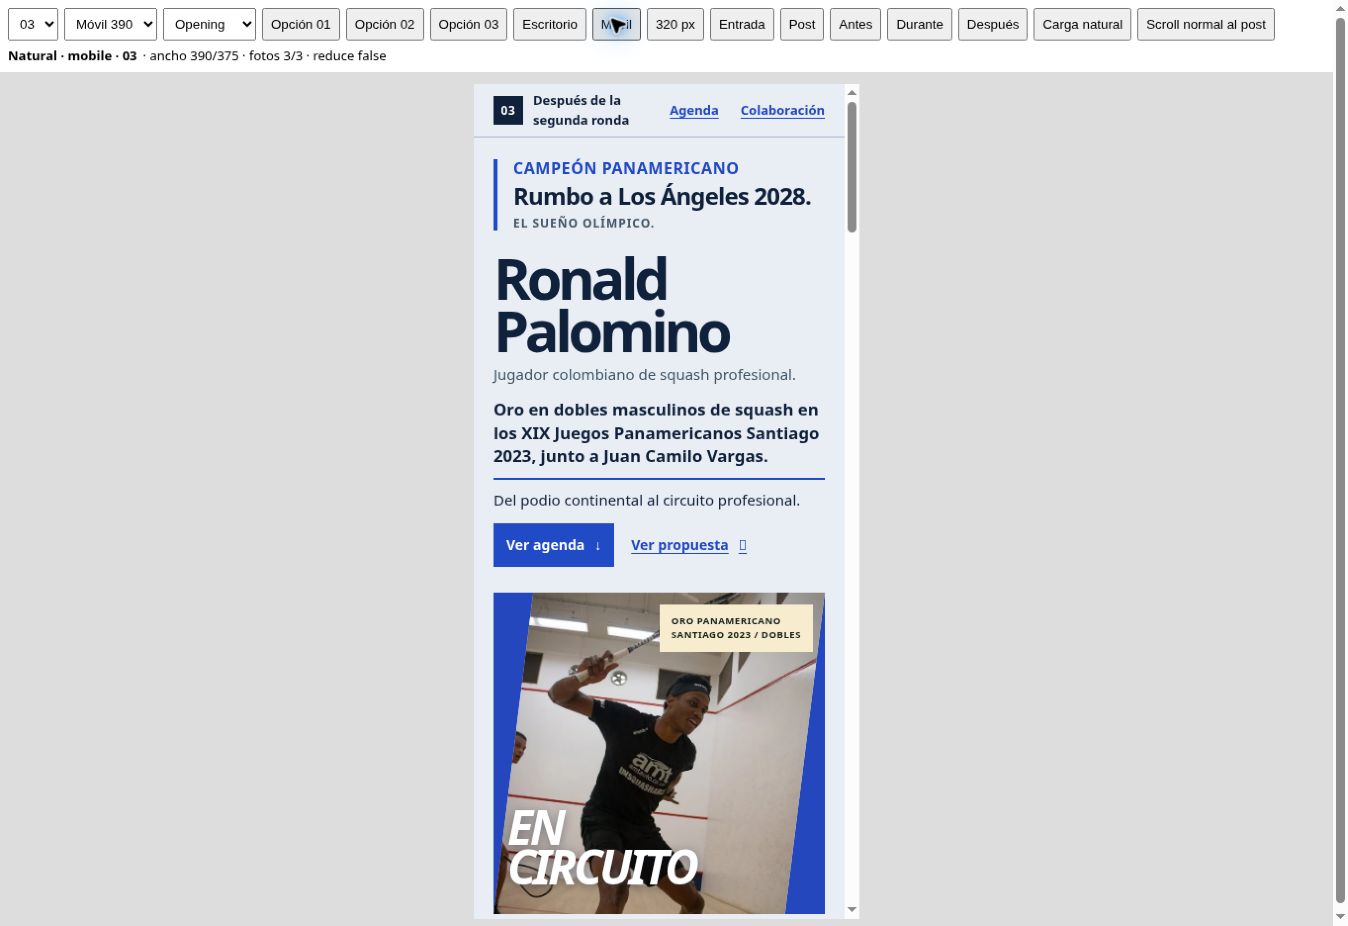 03 Móvil 390 Opening Opción 01 Opción 02 Opción 03 Escritorio Móvil 320 px Entrada Post Antes Durante Después Carga natural Scroll normal al post
Natural · mobile · 03 · ancho 390/375 · fotos 3/3 · reduce false
03 Después de la segunda ronda Agenda Colaboración
CAMPEÓN PANAMERICANO
Rumbo a Los Ángeles 2028.
EL SUEÑO OLÍMPICO.
Ronald
Palomino
Jugador colombiano de squash profesional.
Oro en dobles masculinos de squash en
los XIX Juegos Panamericanos Santiago
2023, junto a Juan Camilo Vargas.
Del podio continental al circuito profesional.
Ver agenda ↓ Ver propuesta
ORO PANAMERICANO
SANTIAGO 2023 / DOBLES
amt
UNSQUASHABLE
EN
CIRCUITO